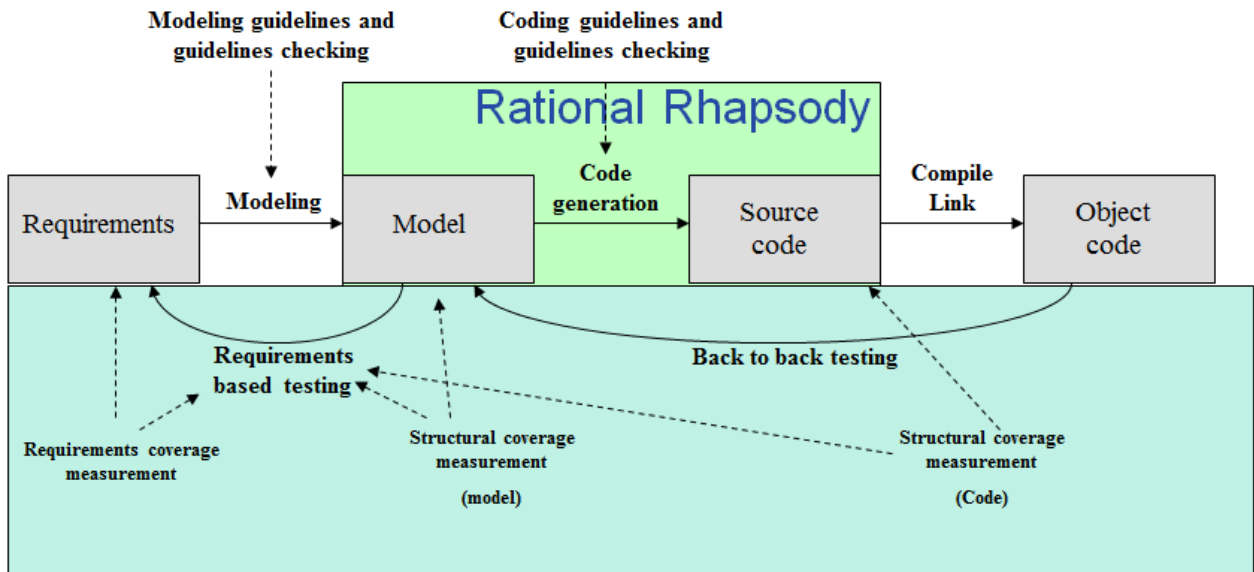 Modeling guidelines and
guidelines checking
Coding guidelines and
guidelines checking
Rational Rhapsody
Requirements
Modeling
Model
Code
generation
Source
code
Compile
Link
Object
code
Requirements
based testing
Back to back testing
Requirements coverage
measurement
Structural coverage
measurement
(model)
Structural coverage
measurement
(Code)